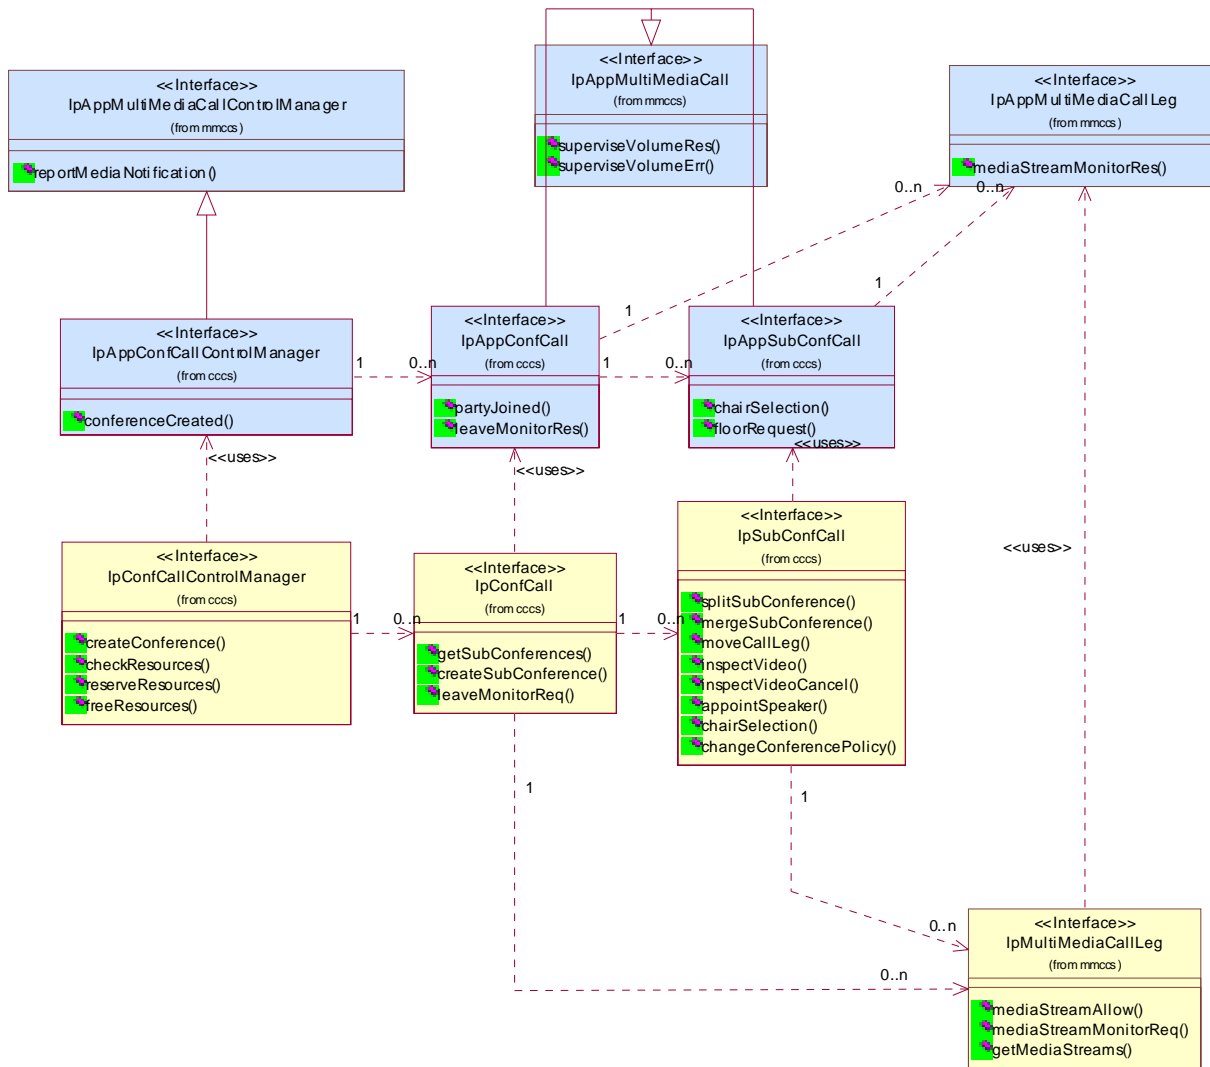 <<Interface>>
IpAppMultiMediaCallControlManager
(from mmccs)
reportMediaNotification()
<<Interface>>
IpAppMultiMediaCall
(from mmccs)
superviseVolumeRes()
superviseVolumeErr()
<<Interface>>
IpAppMultiMediaCallLeg
(from mmccs)
mediaStreamMonitorRes()
0..n
0..n
1
1
<<Interface>>
IpAppConfCallControlManager
(from cccs)
conferenceCreated()
1
0..n
<<Interface>>
IpAppConfCall
(from cccs)
partyJoined()
leaveMonitorRes()
1
0..n
<<Interface>>
IpAppSubConfCall
(from cccs)
chairSelection()
floorRequest()
<<uses>>
<<uses>>
<<uses>>
<<uses>>
<<Interface>>
IpConfCallControlManager
(from cccs)
createConference()
checkResources()
reserveResources()
freeResources()
1
0..n
<<Interface>>
IpConfCall
(from cccs)
getSubConferences()
createSubConference()
leaveMonitorReq()
1
0..n
<<Interface>>
IpSubConfCall
(from cccs)
splitSubConference()
mergeSubConference()
moveCallLeg()
inspectVideo()
inspectVideoCancel()
appointSpeaker()
chairSelection()
changeConferencePolicy()
1
1
0..n
0..n
<<Interface>>
IpMultiMediaCallLeg
(from mmccs)
mediaStreamAllow()
mediaStreamMonitorReq()
getMediaStreams()